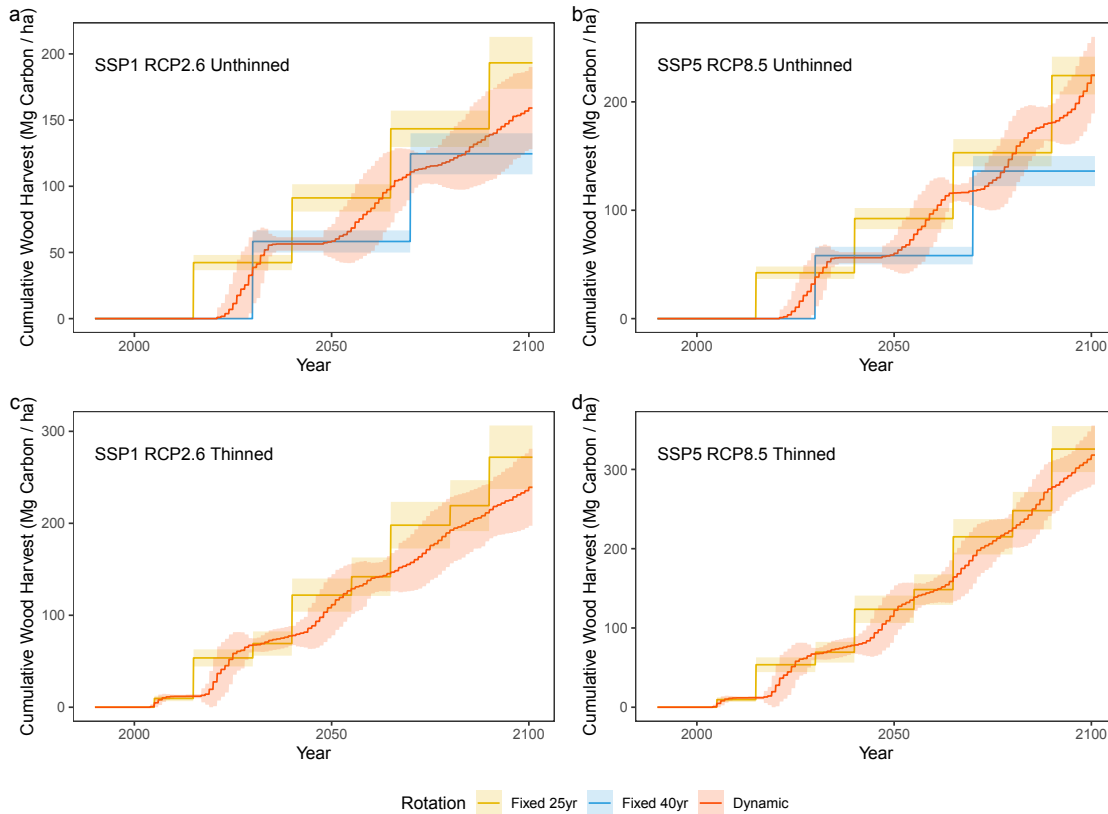 a
SSP1 RCP2.6 Unthinned
Cumulative Wood Harvest (Mg Carbon / ha)
200
150
100
50
0
2000
2050
2100
Year
b
SSP5 RCP8.5 Unthinned
Cumulative Wood Harvest (Mg Carbon / ha)
200
100
0
2000
2050
2100
Year
c
SSP1 RCP2.6 Thinned
Cumulative Wood Harvest (Mg Carbon / ha)
300
200
100
0
2000
2050
2100
Year
d
SSP5 RCP8.5 Thinned
Cumulative Wood Harvest (Mg Carbon / ha)
300
200
100
0
2000
2050
2100
Year
Rotation Fixed 25yr Fixed 40yr Dynamic